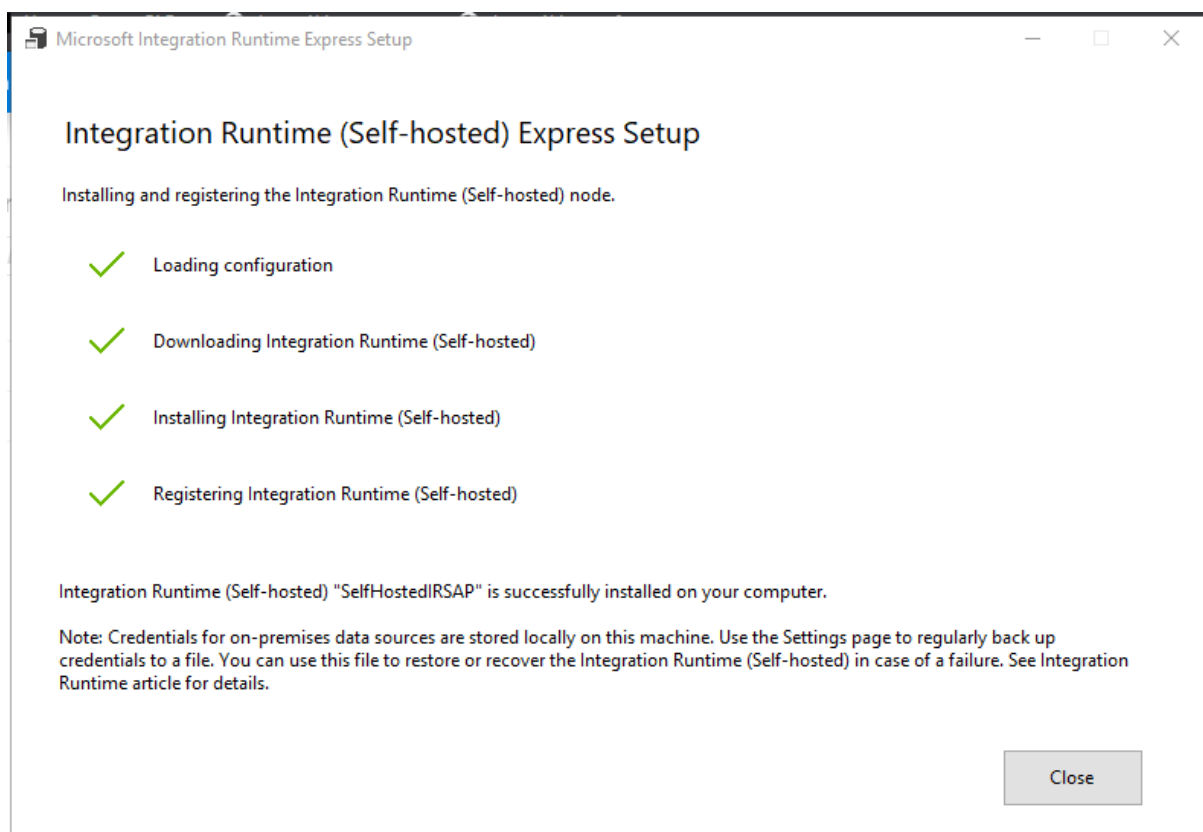 Microsoft Integration Runtime Express Setup
Integration Runtime (Self-hosted) Express Setup
Installing and registering the Integration Runtime (Self-hosted) node.
Loading configuration
Downloading Integration Runtime (Self-hosted)
Installing Integration Runtime (Self-hosted)
Registering Integration Runtime (Self-hosted)
Integration Runtime (Self-hosted) "SelfHostedIRSAP" is successfully installed on your computer.
Note: Credentials for on-premises data sources are stored locally on this machine. Use the Settings page to regularly back up
credentials to a file. You can use this file to restore or recover the Integration Runtime (Self-hosted) in case of a failure. See Integration
Runtime article for details.
Close